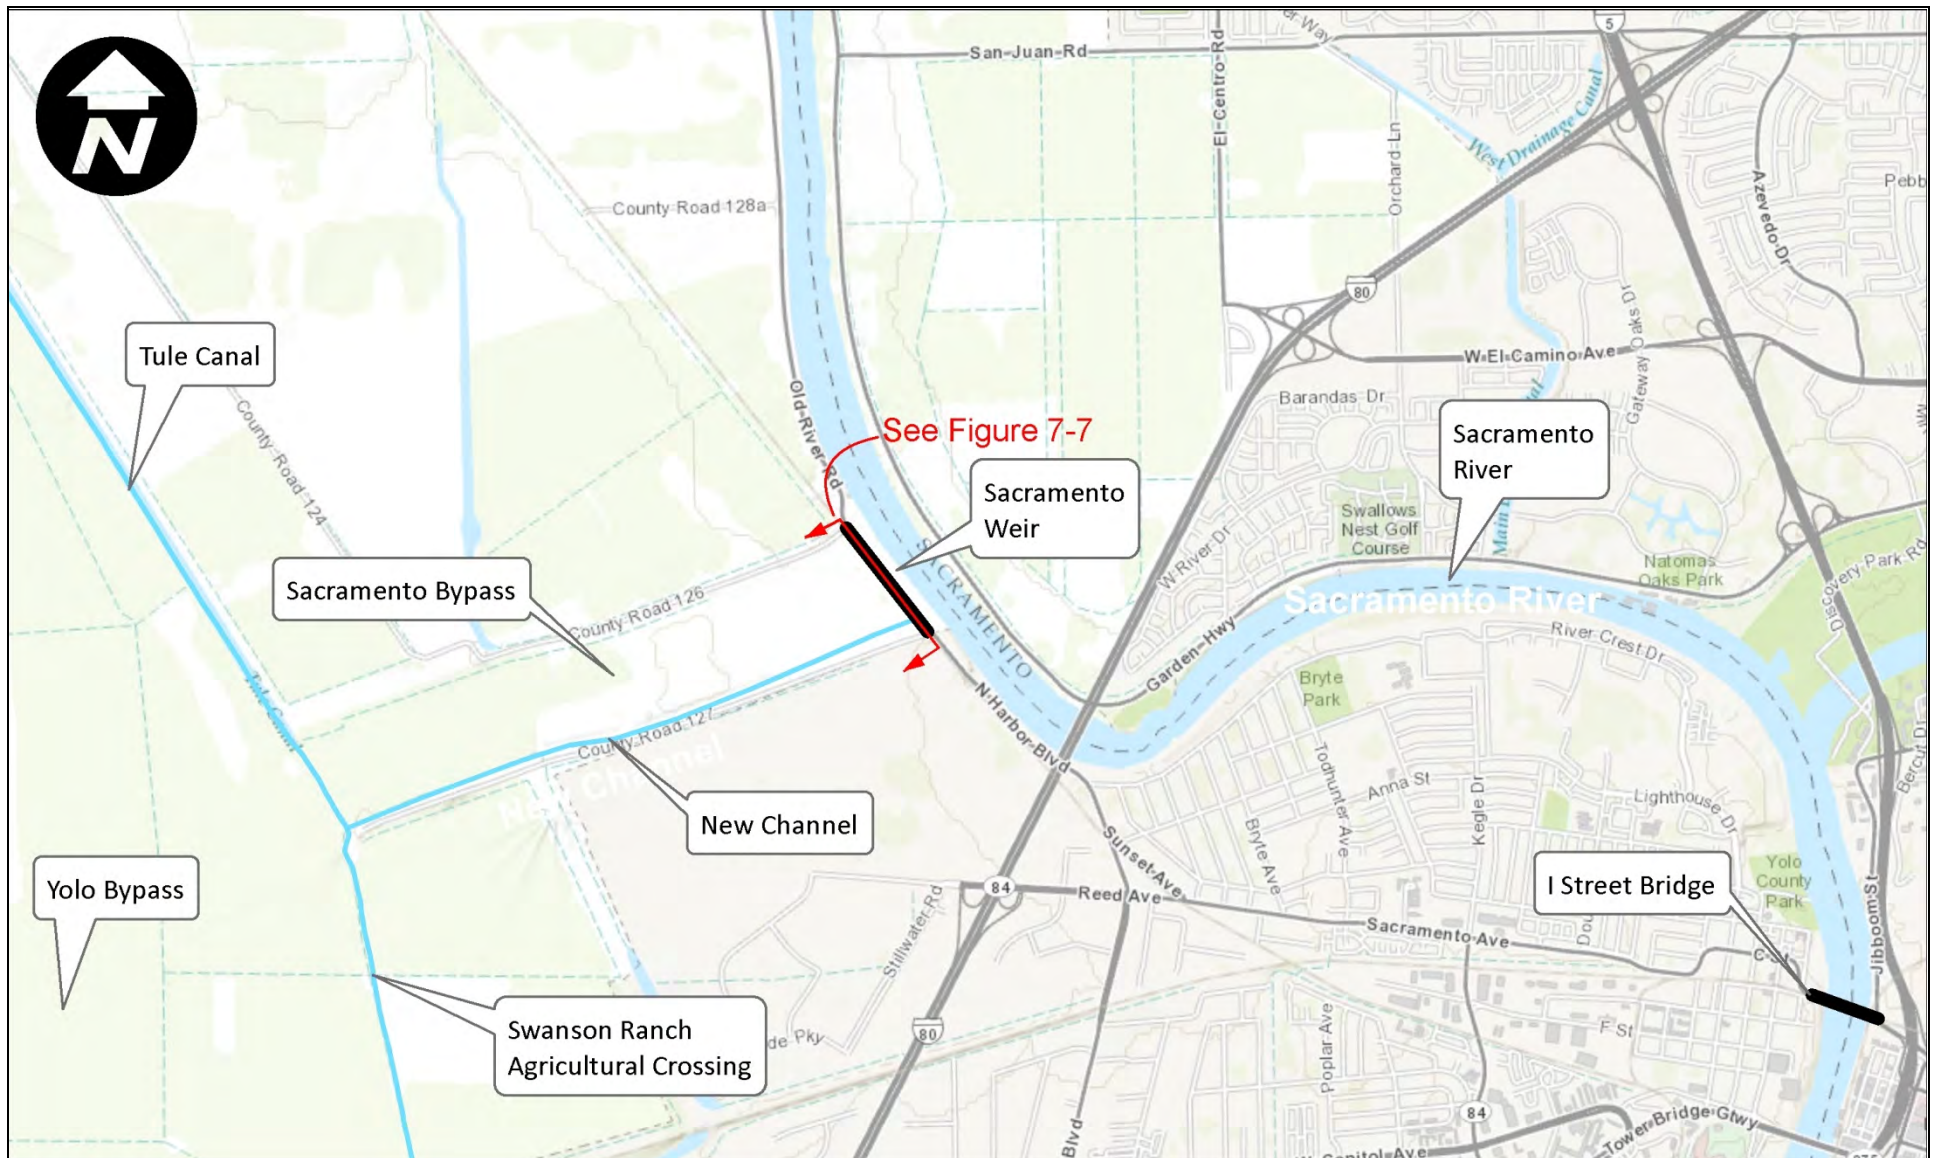 5
San Juan Rd
El Centro Rd
N
Orchard Ln
West Drainage Canal
Azevedo Dr
County Road 128a
80
Gateway Oaks Dr
Tule Canal
W El Camino Ave
Old River Rd
Barandas Dr
County Road 124
See Figure 7-7
Sacramento
River
Sacramento
Weir
Swallows
Nest Golf
Course
W River Dr
SACRAMENTO
Natomas
Oaks Park
Discovery Park Rd
Sacramento Bypass
County Road 126
Sacramento River
Garden Hwy
River Crest Dr
Bryte
Park
Tule Canal
N Harbor Blvd
County Road 127
New Channel
Todhunter Ave
Anna St
Kegle Dr
Lighthouse Dr
Bercut Dr
New Channel
Sunset Ave
Bryte Ave
Yolo Bypass
84
Reed Ave
I Street Bridge
Yolo
County
Park
Jibboom St
Stillwater Rd
Sacramento Ave
C St
Swanson Ranch
Agricultural Crossing
80
F St
Poplar Ave
84
Tower Bridge Gtwy
Blvd